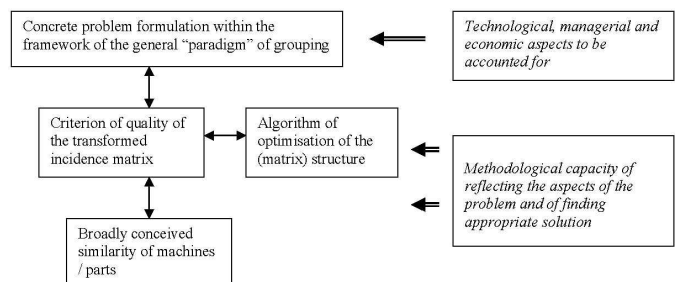 Concrete problem formulation within the
framework of the general “paradigm” of grouping
Technological, managerial and
economic aspects to be
accounted for
Criterion of quality of
the transformed
incidence matrix
Algorithm of
optimisation of the
(matrix) structure
Methodological capacity of
reflecting the aspects of the
problem and of finding
appropriate solution
Broadly conceived
similarity of machines
/ parts